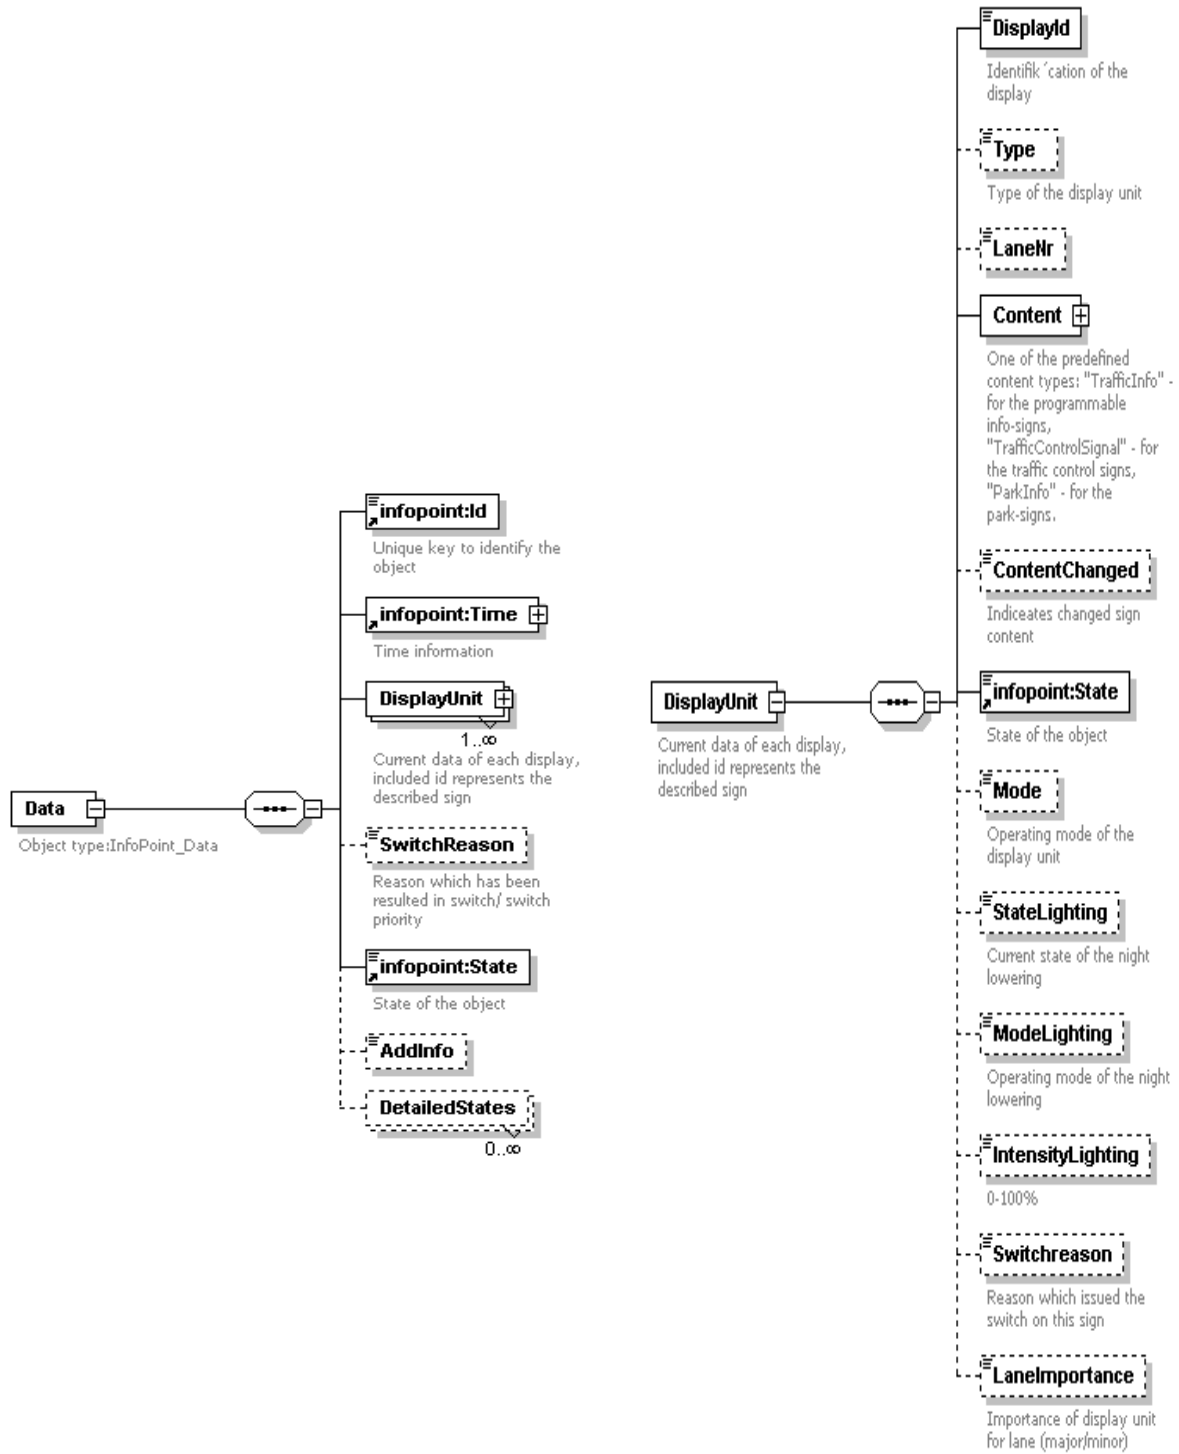 Data
Object type:InfoPoint_Data
infopoint:Id
Unique key to identify the
object
infopoint:Time
Time information
DisplayUnit
1..∞
Current data of each display,
included id represents the
described sign
SwitchReason
Reason which has been
resulted in switch/ switch
priority
infopoint:State
State of the object
AddInfo
DetailedStates
0..∞
DisplayUnit
Current data of each display,
included id represents the
described sign
DisplayId
Identifik´cation of the
display
Type
Type of the display unit
LaneNr
Content
One of the predefined
content types: "TrafficInfo" -
for the programmable
info-signs,
"TrafficControlSignal" - for
the traffic control signs,
"ParkInfo" - for the
park-signs.
ContentChanged
Indiceates changed sign
content
infopoint:State
State of the object
Mode
Operating mode of the
display unit
StateLighting
Current state of the night
lowering
ModeLighting
Operating mode of the night
lowering
IntensityLighting
0-100%
Switchreason
Reason which issued the
switch on this sign
LaneImportance
Importance of display unit
for lane (major/minor)